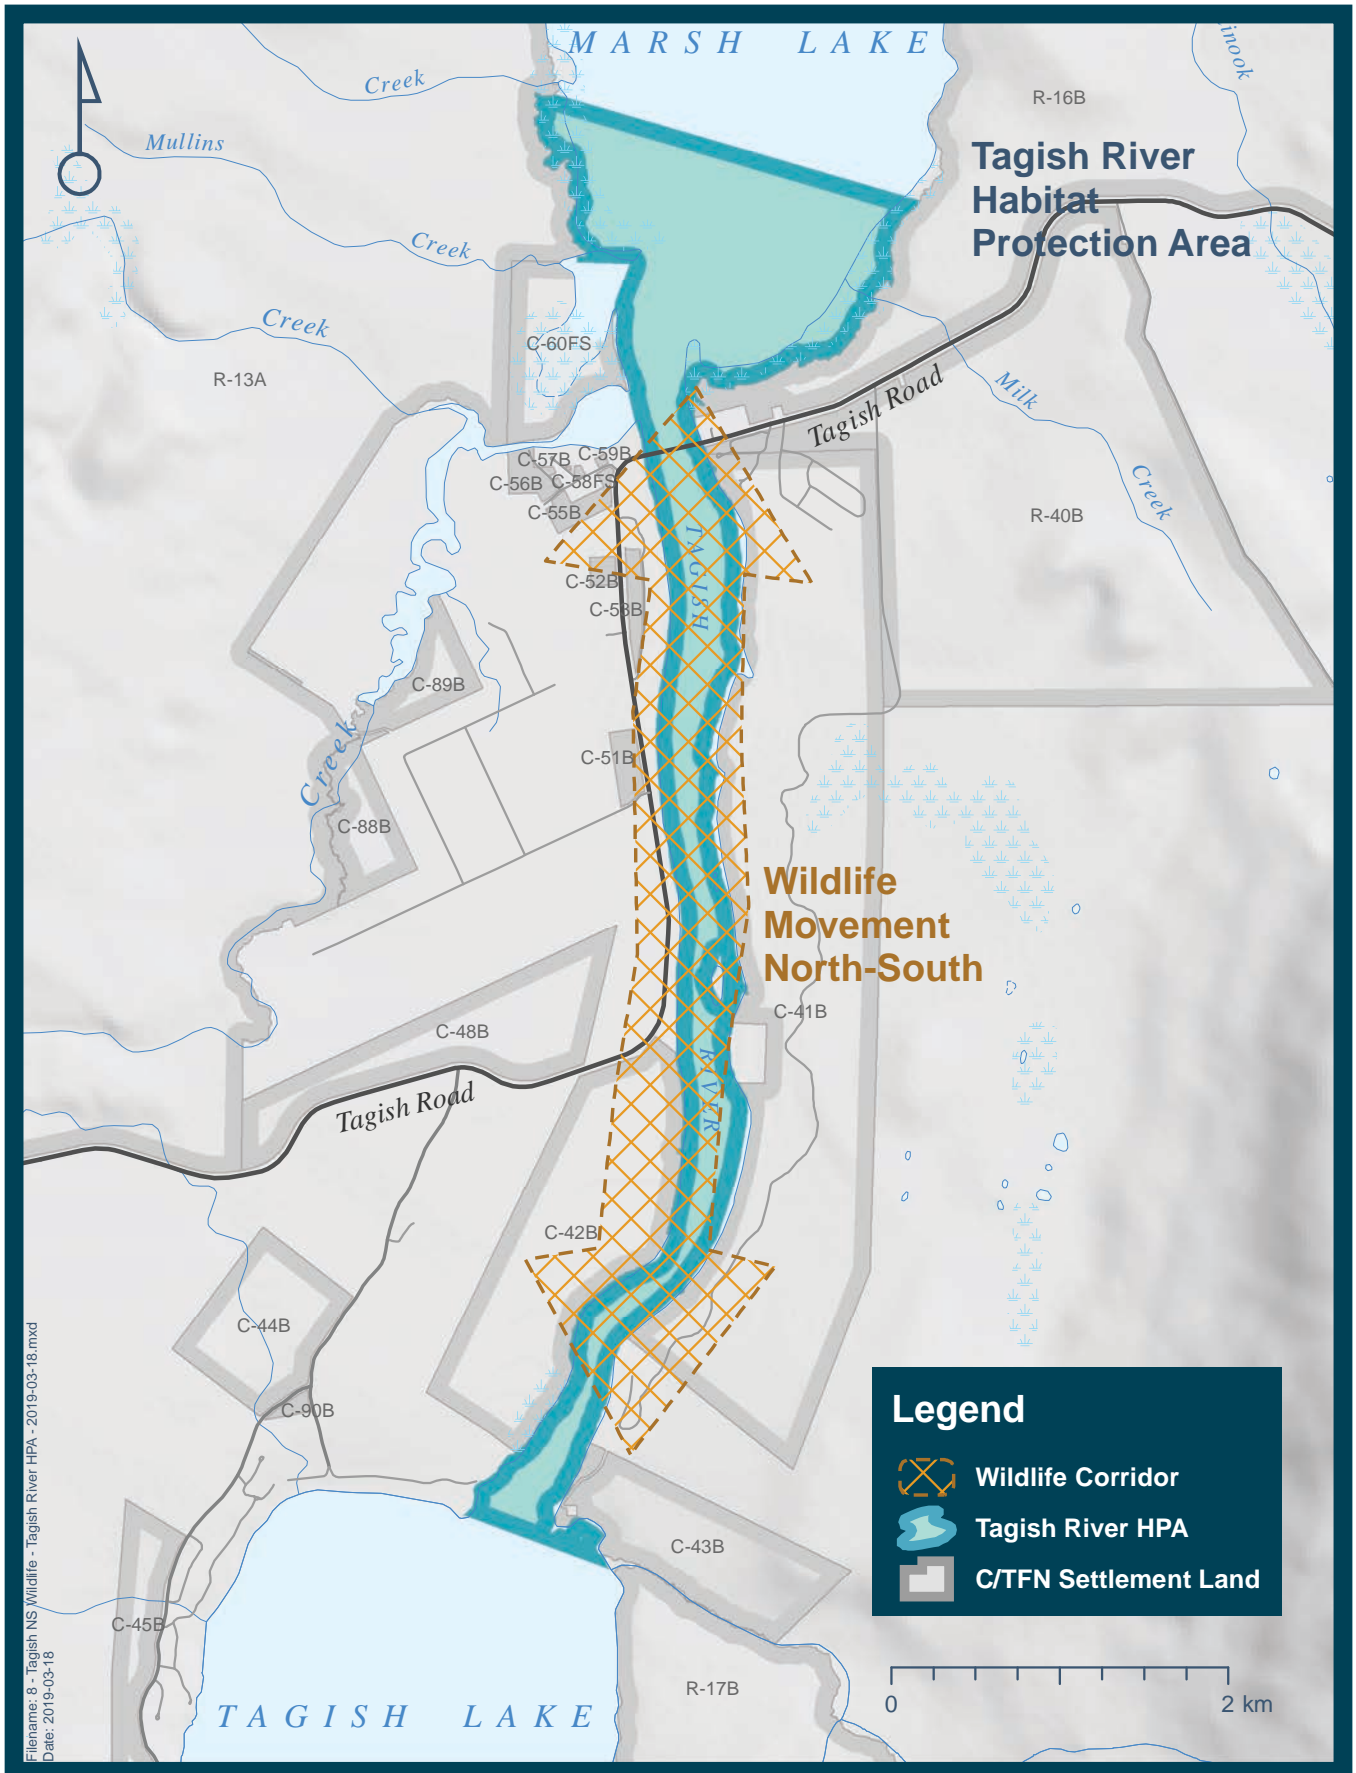 MARSH LAKE
inook
Creek
R-16B
Mullins
Tagish River
Habitat
Protection Area
Creek
Creek
C-60FS
R-13A
Milk
Tagish Road
Creek
C-57B
C-59B
C-56B
C-58FS
C-55B
R-40B
TAGISH
C-52B
C-53B
C-89B
Creek
C-51B
C-88B
Wildlife
Movement
North-South
C-41B
C-48B
RIVER
Tagish Road
C-42B
C-44B
C-90B
Legend
Wildlife Corridor
Tagish River HPA
C/TFN Settlement Land
C-43B
C-45B
R-17B
0
2 km
TAGISH LAKE
Filename: 8 - Tagish NS Wildlife - Tagish River HPA - 2019-03-18.mxd
Date: 2019-03-18